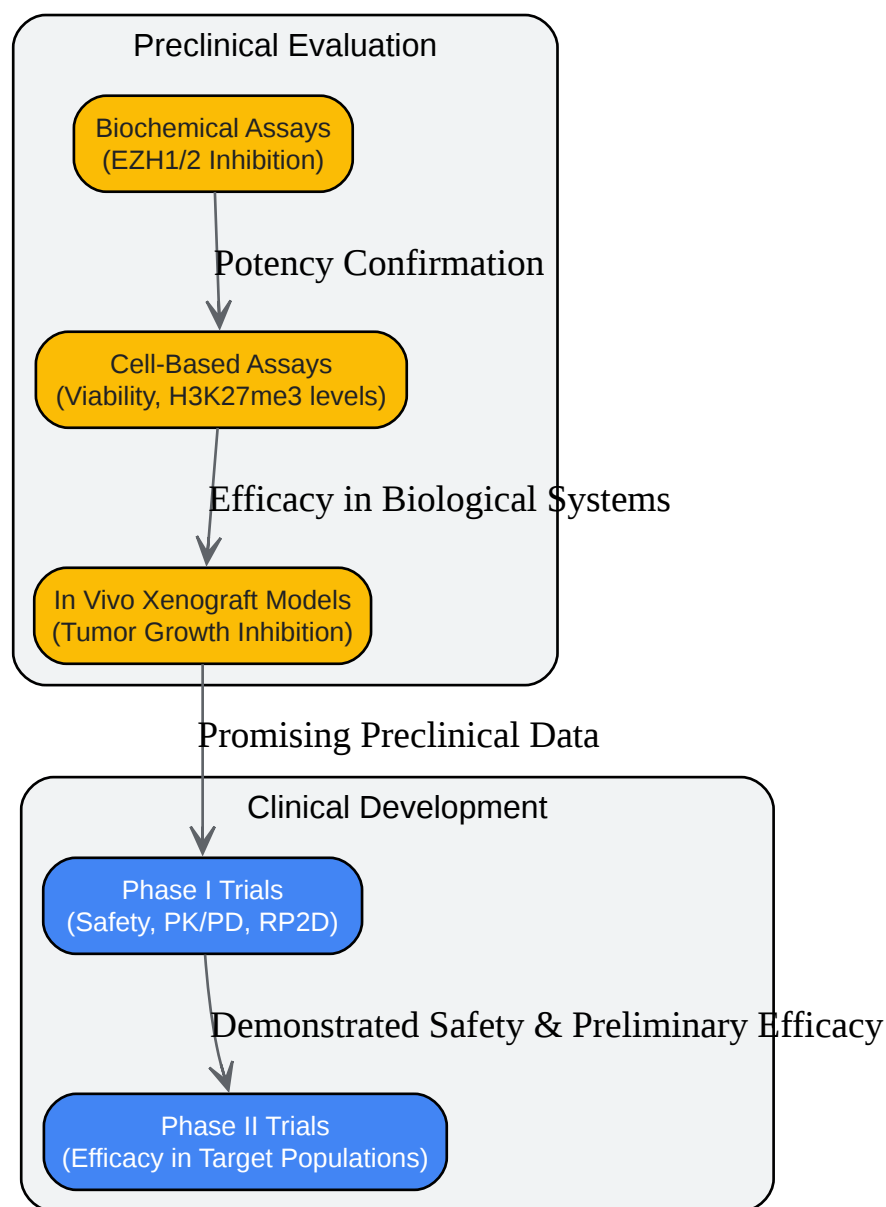 Preclinical Evaluation
Biochemical Assays
(EZH1/2 Inhibition)
Potency Confirmation
Cell-Based Assays
(Viability, H3K27me3 levels)
Efficacy in Biological Systems
In Vivo Xenograft Models
(Tumor Growth Inhibition)
Promising Preclinical Data
Clinical Development
Phase I Trials
(Safety, PK/PD, RP2D)
Demonstrated Safety & Preliminary Efficacy
Phase II Trials
(Efficacy in Target Populations)